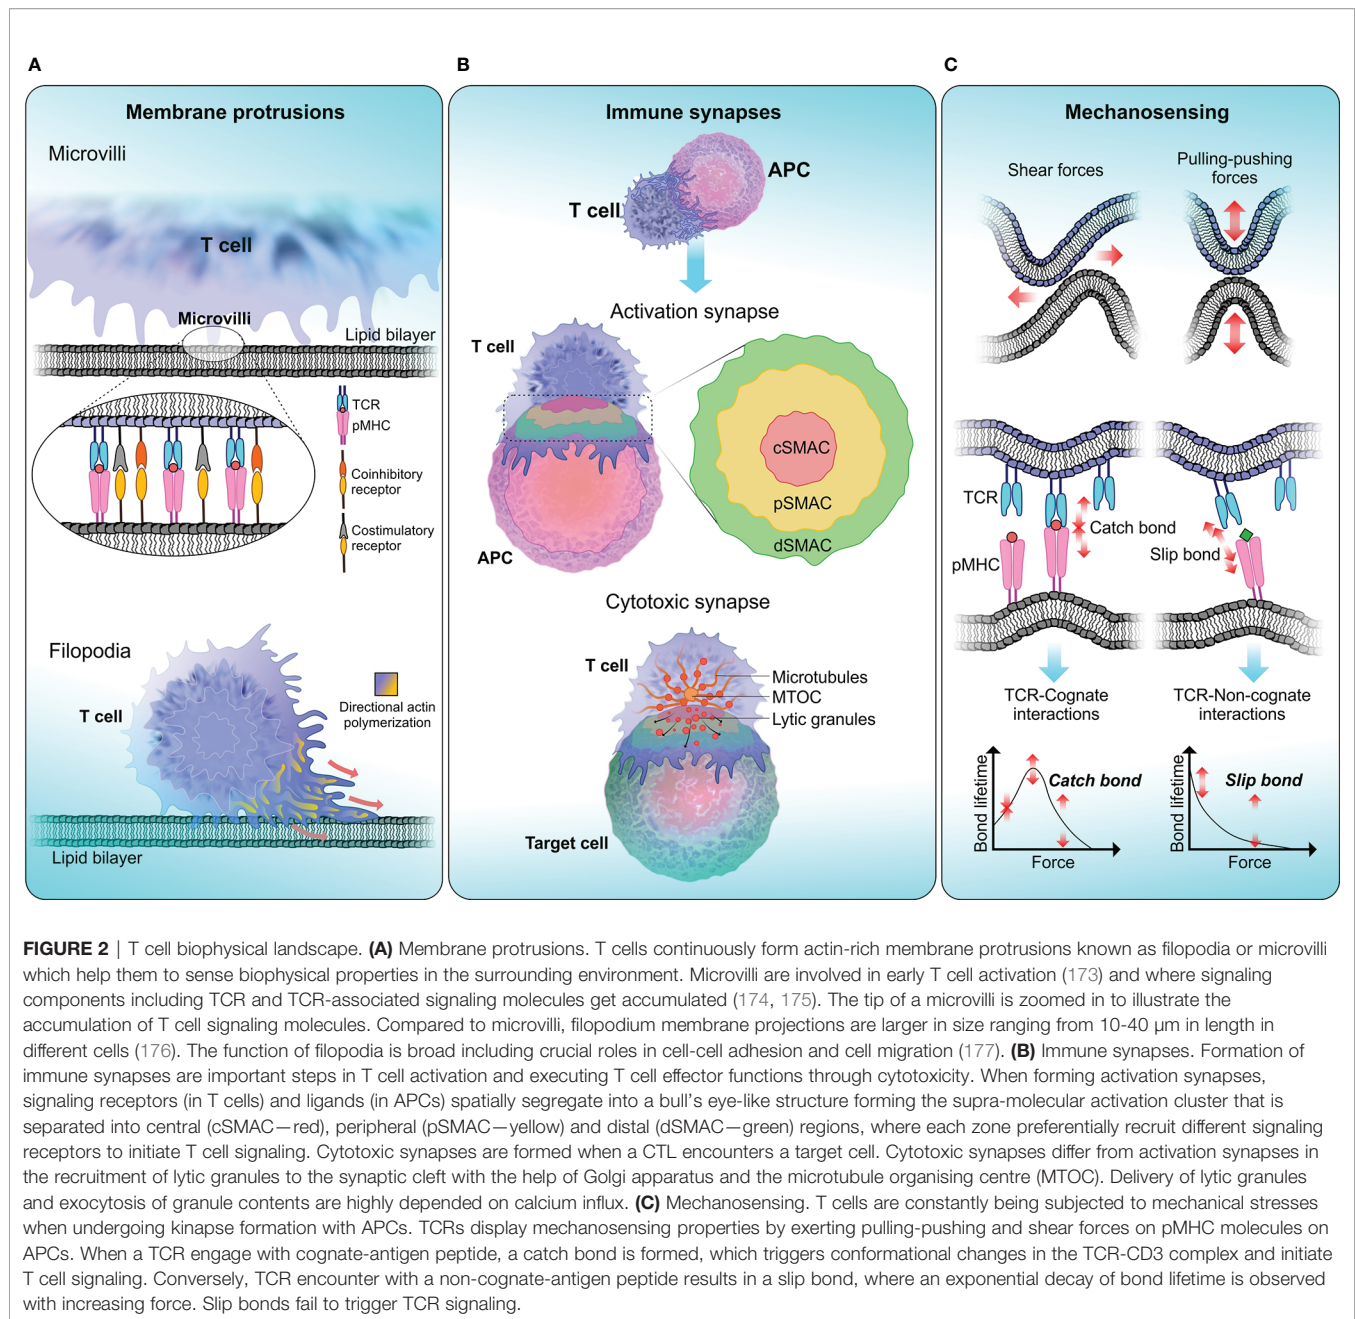 A
Membrane protrusions
Microvilli
T cell
Microvilli
Lipid bilayer
TCR
pMHC
Coinhibitory
receptor
Costimulatory
receptor
Filopodia
T cell
Directional actin
polymerization
Lipid bilayer
B
Immune synapses
APC
T cell
Activation synapse
T cell
cSMAC
pSMAC
dSMAC
APC
Cytotoxic synapse
T cell
Microtubules
MTOC
Lytic granules
Target cell
C
Mechanosensing
Shear forces
Pulling-pushing
forces
TCR
Catch bond
pMHC
Slip bond
TCR-Cognate
interactions
TCR-Non-cognate
interactions
Bond lifetime
Catch bond
Force
Bond lifetime
Slip bond
Force
FIGURE 2 | T cell biophysical landscape. (A) Membrane protrusions. T cells continuously form actin-rich membrane protrusions known as filopodia or microvilli
which help them to sense biophysical properties in the surrounding environment. Microvilli are involved in early T cell activation (173) and where signaling
components including TCR and TCR-associated signaling molecules get accumulated (174, 175). The tip of a microvilli is zoomed in to illustrate the
accumulation of T cell signaling molecules. Compared to microvilli, filopodium membrane projections are larger in size ranging from 10-40 µm in length in
different cells (176). The function of filopodia is broad including crucial roles in cell-cell adhesion and cell migration (177). (B) Immune synapses. Formation of
immune synapses are important steps in T cell activation and executing T cell effector functions through cytotoxicity. When forming activation synapses,
signaling receptors (in T cells) and ligands (in APCs) spatially segregate into a bull's eye-like structure forming the supra-molecular activation cluster that is
separated into central (cSMAC—red), peripheral (pSMAC—yellow) and distal (dSMAC—green) regions, where each zone preferentially recruit different signaling
receptors to initiate T cell signaling. Cytotoxic synapses are formed when a CTL encounters a target cell. Cytotoxic synapses differ from activation synapses in
the recruitment of lytic granules to the synaptic cleft with the help of Golgi apparatus and the microtubule organising centre (MTOC). Delivery of lytic granules
and exocytosis of granule contents are highly depended on calcium influx. (C) Mechanosensing. T cells are constantly being subjected to mechanical stresses
when undergoing kinapse formation with APCs. TCRs display mechanosensing properties by exerting pulling-pushing and shear forces on pMHC molecules on
APCs. When a TCR engage with cognate-antigen peptide, a catch bond is formed, which triggers conformational changes in the TCR-CD3 complex and initiate
T cell signaling. Conversely, TCR encounter with a non-cognate-antigen peptide results in a slip bond, where an exponential decay of bond lifetime is observed
with increasing force. Slip bonds fail to trigger TCR signaling.